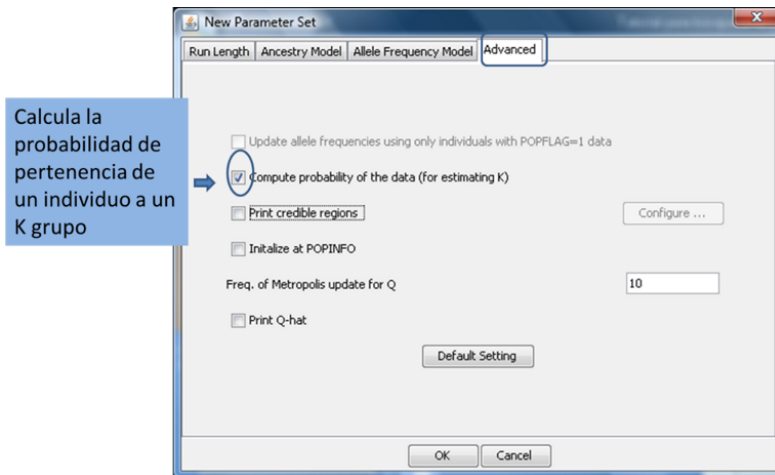 New Parameter Set
Run Length
Ancestry Model
Allele Frequency Model
Advanced
Calcula la
probabilidad de
pertenencia de
un individuo a un
K grupo
Update allele frequencies using only individuals with POPFLAG=1 data
Compute probability of the data (for estimating K)
Print credible regions
Configure ...
Initalize at POPINFO
Freq. of Metropolis update for Q
10
Print Q-hat
Default Setting
OK
Cancel